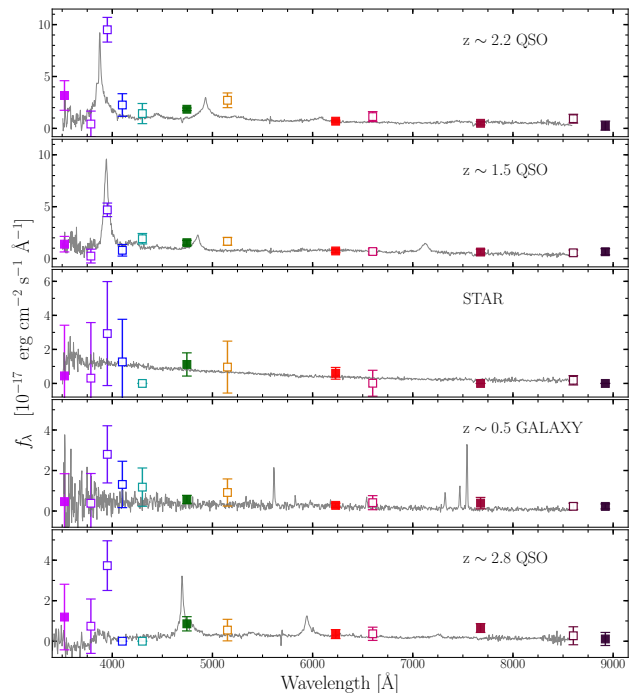 10
5
0
z ∼ 2.2 QSO
10
5
0
z ∼ 1.5 QSO
6
4
2
0
STAR
4
2
0
z ∼ 0.5 GALAXY
4
2
0
z ∼ 2.8 QSO
f_λ [10⁻¹⁷ erg cm⁻² s⁻¹ Å⁻¹]
4000 5000 6000 7000 8000 9000
Wavelength [Å]